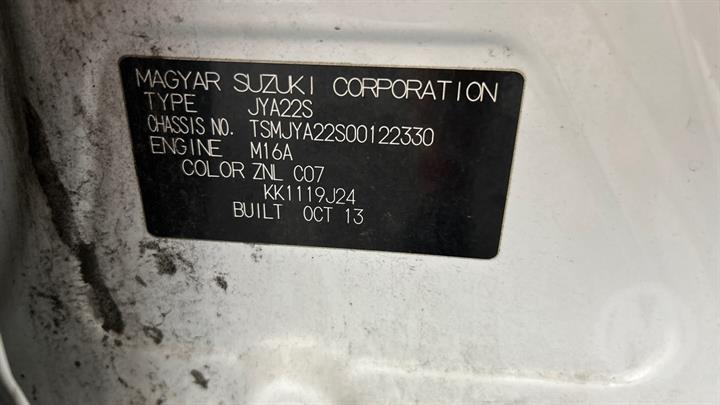 MAGYAR SUZUKI CORPORATION
TYPE JYA22S
CHASSIS NO. TSMJYA22S00122330
ENGINE M16A
COLOR ZNL C07
KK1119J24
BUILT OCT 13